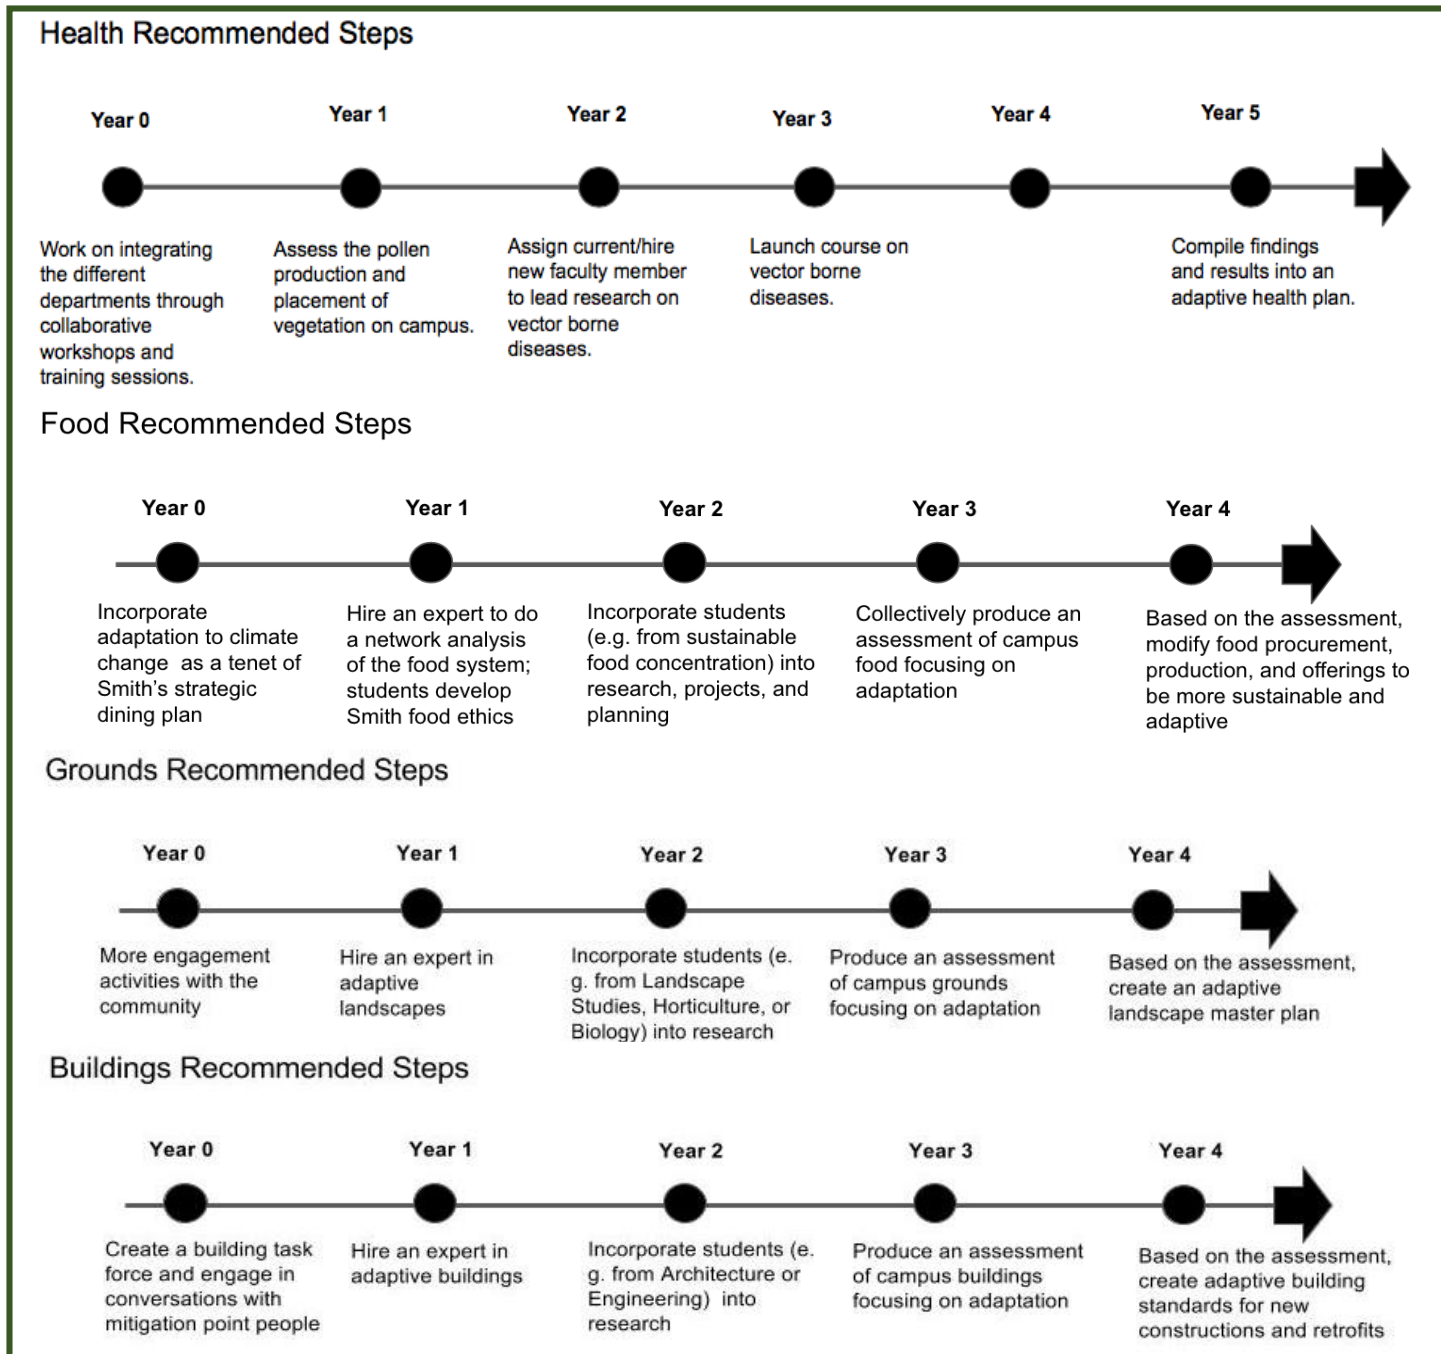 Health Recommended Steps
Year 0
Year 1
Year 2
Year 3
Year 4
Year 5
Work on integrating
the different
departments through
collaborative
workshops and
training sessions.
Assess the pollen
production and
placement of
vegetation on campus.
Assign current/hire
new faculty member
to lead research on
vector borne
diseases.
Launch course on
vector borne
diseases.
Compile findings
and results into an
adaptive health plan.
Food Recommended Steps
Year 0
Year 1
Year 2
Year 3
Year 4
Incorporate
adaptation to climate
change as a tenet of
Smith's strategic
dining plan
Hire an expert to do
a network analysis
of the food system;
students develop
Smith food ethics
Incorporate students
(e.g. from sustainable
food concentration) into
research, projects, and
planning
Collectively produce an
assessment of campus
food focusing on
adaptation
Based on the assessment,
modify food procurement,
production, and offerings to
be more sustainable and
adaptive
Grounds Recommended Steps
Year 0
Year 1
Year 2
Year 3
Year 4
More engagement
activities with the
community
Hire an expert in
adaptive
landscapes
Incorporate students (e.
g. from Landscape
Studies, Horticulture, or
Biology) into research
Produce an assessment
of campus grounds
focusing on adaptation
Based on the assessment,
create an adaptive
landscape master plan
Buildings Recommended Steps
Year 0
Year 1
Year 2
Year 3
Year 4
Create a building task
force and engage in
conversations with
mitigation point people
Hire an expert in
adaptive buildings
Incorporate students (e.
g. from Architecture or
Engineering) into
research
Produce an assessment
of campus buildings
focusing on adaptation
Based on the assessment,
create adaptive building
standards for new
constructions and retrofits